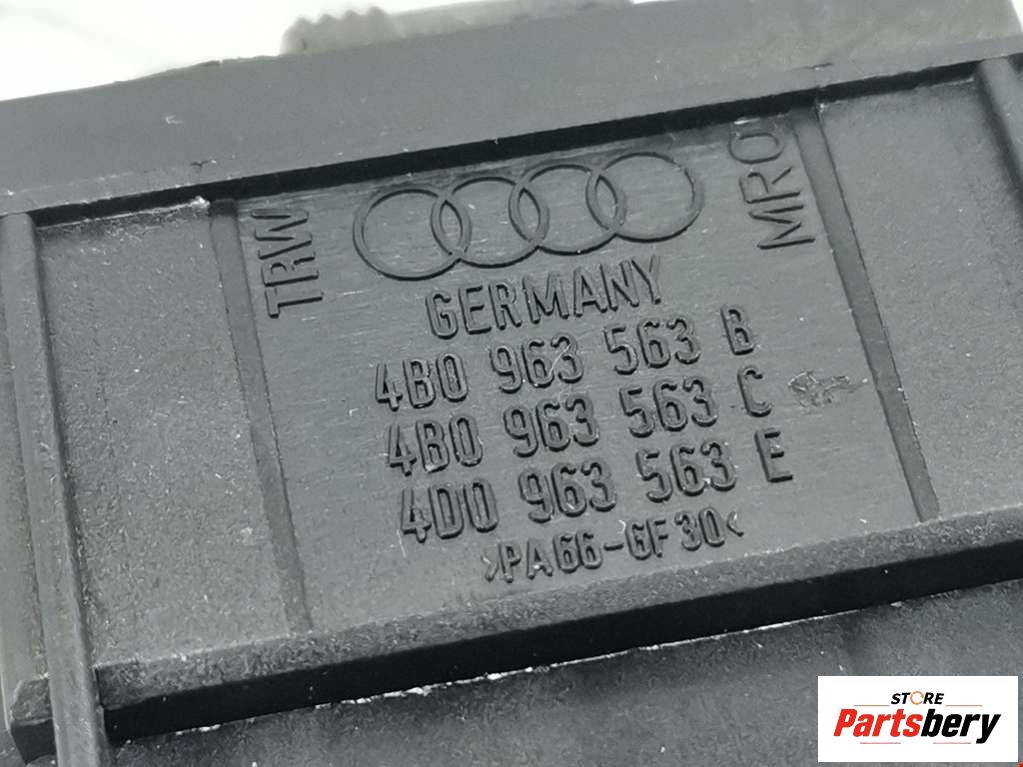 TRW
MRO
GERMANY
4B0 963 563 B
4B0 963 563 C
4D0 963 563 E
>PA66-GF30<
STORE
Partsbery